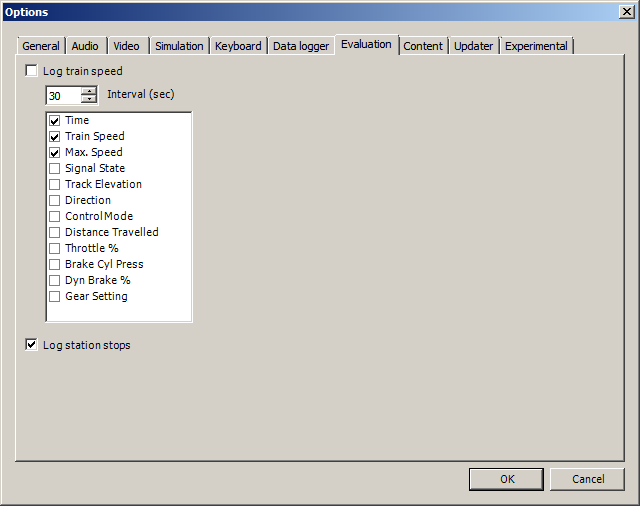 Options
General Audio Video Simulation Keyboard Data logger Evaluation Content Updater Experimental
Log train speed
30 Interval (sec)
Time
Train Speed
Max. Speed
Signal State
Track Elevation
Direction
Control Mode
Distance Travelled
Throttle %
Brake Cyl Press
Dyn Brake %
Gear Setting
Log station stops
OK Cancel